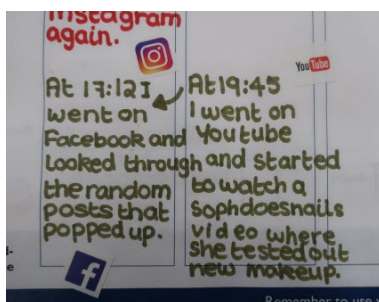 Instagram
again.
At 17:12 I
went on
Facebook and
looked through
the random
posts that
popped up.
At 19:45
I went on
Youtube
and started
to watch a
Sophdoesnails
video where
she tested out
new makeup.
YouTube
f
Remember to use